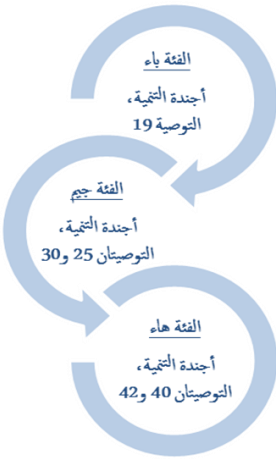 الفئة باء
أجندة التنمية،
التوصية 19
الفئة جيم
أجندة التنمية،
التوصيتان 25 و30
الفئة هاء
أجندة التنمية،
التوصيتان 40 و42